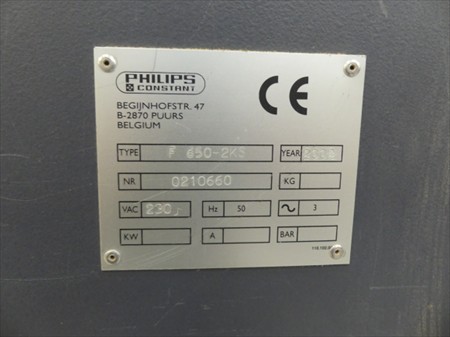 PHILIPS
CONSTANT
CE
BEGIJNHOFSTR. 47
B-2870 PUURS
BELGIUM
TYPE YEAR
NR 0210660 KG
VAC 230 Hz 50 3
KW A BAR